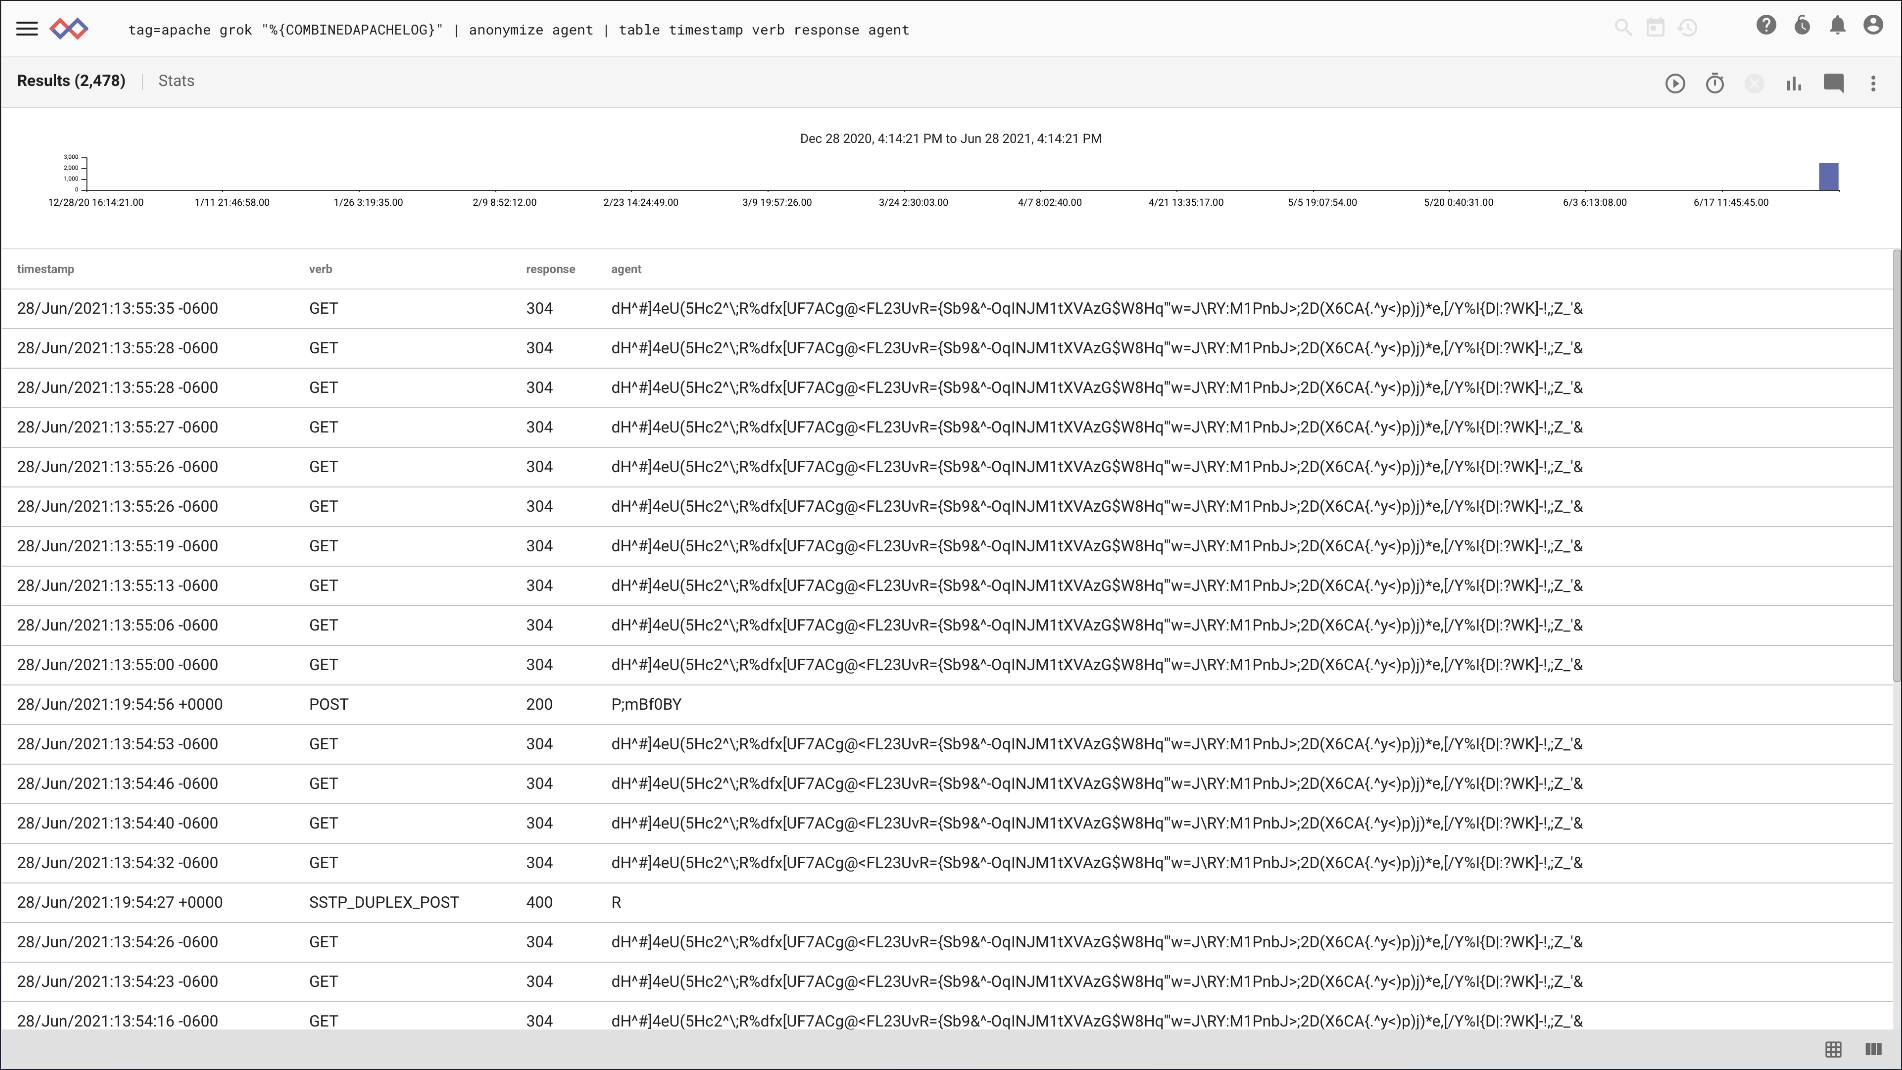 tag=apache grok "%{COMBINEDAPACHELOG}" | anonymize agent | table timestamp verb response agent
Results (2,478) Stats
Dec 28 2020, 4:14:21 PM to Jun 28 2021, 4:14:21 PM
3,000
2,000
1,000
0
12/28/20 16:14:21.00 1/11 21:46:58.00 1/26 3:19:35.00 2/9 8:52:12.00 2/23 14:24:49.00 3/9 19:57:26.00 3/24 2:30:03.00 4/7 8:02:40.00 4/21 13:35:17.00 5/5 19:07:54.00 5/20 0:40:31.00 6/3 6:13:08.00 6/17 11:45:45.00
timestamp verb response agent
28/Jun/2021:13:55:35 -0600 GET 304 dH^#]4eU(5Hc2^\;R%dfx[UF7ACg@<FL23UvR={Sb9&^-OqINJM1tXVAzG$W8Hq'"w=J\RY:M1PnbJ>;2D(X6CA{.^y<)p)j)*e,[/Y%I{D|:?WK]-!,;Z_'&
28/Jun/2021:13:55:28 -0600 GET 304 dH^#]4eU(5Hc2^\;R%dfx[UF7ACg@<FL23UvR={Sb9&^-OqINJM1tXVAzG$W8Hq'"w=J\RY:M1PnbJ>;2D(X6CA{.^y<)p)j)*e,[/Y%I{D|:?WK]-!,;Z_'&
28/Jun/2021:13:55:28 -0600 GET 304 dH^#]4eU(5Hc2^\;R%dfx[UF7ACg@<FL23UvR={Sb9&^-OqINJM1tXVAzG$W8Hq'"w=J\RY:M1PnbJ>;2D(X6CA{.^y<)p)j)*e,[/Y%I{D|:?WK]-!,;Z_'&
28/Jun/2021:13:55:27 -0600 GET 304 dH^#]4eU(5Hc2^\;R%dfx[UF7ACg@<FL23UvR={Sb9&^-OqINJM1tXVAzG$W8Hq'"w=J\RY:M1PnbJ>;2D(X6CA{.^y<)p)j)*e,[/Y%I{D|:?WK]-!,;Z_'&
28/Jun/2021:13:55:26 -0600 GET 304 dH^#]4eU(5Hc2^\;R%dfx[UF7ACg@<FL23UvR={Sb9&^-OqINJM1tXVAzG$W8Hq'"w=J\RY:M1PnbJ>;2D(X6CA{.^y<)p)j)*e,[/Y%I{D|:?WK]-!,;Z_'&
28/Jun/2021:13:55:26 -0600 GET 304 dH^#]4eU(5Hc2^\;R%dfx[UF7ACg@<FL23UvR={Sb9&^-OqINJM1tXVAzG$W8Hq'"w=J\RY:M1PnbJ>;2D(X6CA{.^y<)p)j)*e,[/Y%I{D|:?WK]-!,;Z_'&
28/Jun/2021:13:55:19 -0600 GET 304 dH^#]4eU(5Hc2^\;R%dfx[UF7ACg@<FL23UvR={Sb9&^-OqINJM1tXVAzG$W8Hq'"w=J\RY:M1PnbJ>;2D(X6CA{.^y<)p)j)*e,[/Y%I{D|:?WK]-!,;Z_'&
28/Jun/2021:13:55:13 -0600 GET 304 dH^#]4eU(5Hc2^\;R%dfx[UF7ACg@<FL23UvR={Sb9&^-OqINJM1tXVAzG$W8Hq'"w=J\RY:M1PnbJ>;2D(X6CA{.^y<)p)j)*e,[/Y%I{D|:?WK]-!,;Z_'&
28/Jun/2021:13:55:06 -0600 GET 304 dH^#]4eU(5Hc2^\;R%dfx[UF7ACg@<FL23UvR={Sb9&^-OqINJM1tXVAzG$W8Hq'"w=J\RY:M1PnbJ>;2D(X6CA{.^y<)p)j)*e,[/Y%I{D|:?WK]-!,;Z_'&
28/Jun/2021:13:55:00 -0600 GET 304 dH^#]4eU(5Hc2^\;R%dfx[UF7ACg@<FL23UvR={Sb9&^-OqINJM1tXVAzG$W8Hq'"w=J\RY:M1PnbJ>;2D(X6CA{.^y<)p)j)*e,[/Y%I{D|:?WK]-!,;Z_'&
28/Jun/2021:19:54:56 +0000 POST 200 P;mBf0BY
28/Jun/2021:13:54:53 -0600 GET 304 dH^#]4eU(5Hc2^\;R%dfx[UF7ACg@<FL23UvR={Sb9&^-OqINJM1tXVAzG$W8Hq'"w=J\RY:M1PnbJ>;2D(X6CA{.^y<)p)j)*e,[/Y%I{D|:?WK]-!,;Z_'&
28/Jun/2021:13:54:46 -0600 GET 304 dH^#]4eU(5Hc2^\;R%dfx[UF7ACg@<FL23UvR={Sb9&^-OqINJM1tXVAzG$W8Hq'"w=J\RY:M1PnbJ>;2D(X6CA{.^y<)p)j)*e,[/Y%I{D|:?WK]-!,;Z_'&
28/Jun/2021:13:54:40 -0600 GET 304 dH^#]4eU(5Hc2^\;R%dfx[UF7ACg@<FL23UvR={Sb9&^-OqINJM1tXVAzG$W8Hq'"w=J\RY:M1PnbJ>;2D(X6CA{.^y<)p)j)*e,[/Y%I{D|:?WK]-!,;Z_'&
28/Jun/2021:13:54:32 -0600 GET 304 dH^#]4eU(5Hc2^\;R%dfx[UF7ACg@<FL23UvR={Sb9&^-OqINJM1tXVAzG$W8Hq'"w=J\RY:M1PnbJ>;2D(X6CA{.^y<)p)j)*e,[/Y%I{D|:?WK]-!,;Z_'&
28/Jun/2021:19:54:27 +0000 SSTP_DUPLEX_POST 400 R
28/Jun/2021:13:54:26 -0600 GET 304 dH^#]4eU(5Hc2^\;R%dfx[UF7ACg@<FL23UvR={Sb9&^-OqINJM1tXVAzG$W8Hq'"w=J\RY:M1PnbJ>;2D(X6CA{.^y<)p)j)*e,[/Y%I{D|:?WK]-!,;Z_'&
28/Jun/2021:13:54:23 -0600 GET 304 dH^#]4eU(5Hc2^\;R%dfx[UF7ACg@<FL23UvR={Sb9&^-OqINJM1tXVAzG$W8Hq'"w=J\RY:M1PnbJ>;2D(X6CA{.^y<)p)j)*e,[/Y%I{D|:?WK]-!,;Z_'&
28/Jun/2021:13:54:16 -0600 GET 304 dH^#]4eU(5Hc2^\;R%dfx[UF7ACg@<FL23UvR={Sb9&^-OqINJM1tXVAzG$W8Hq'"w=J\RY:M1PnbJ>;2D(X6CA{.^y<)p)j)*e,[/Y%I{D|:?WK]-!,;Z_'&